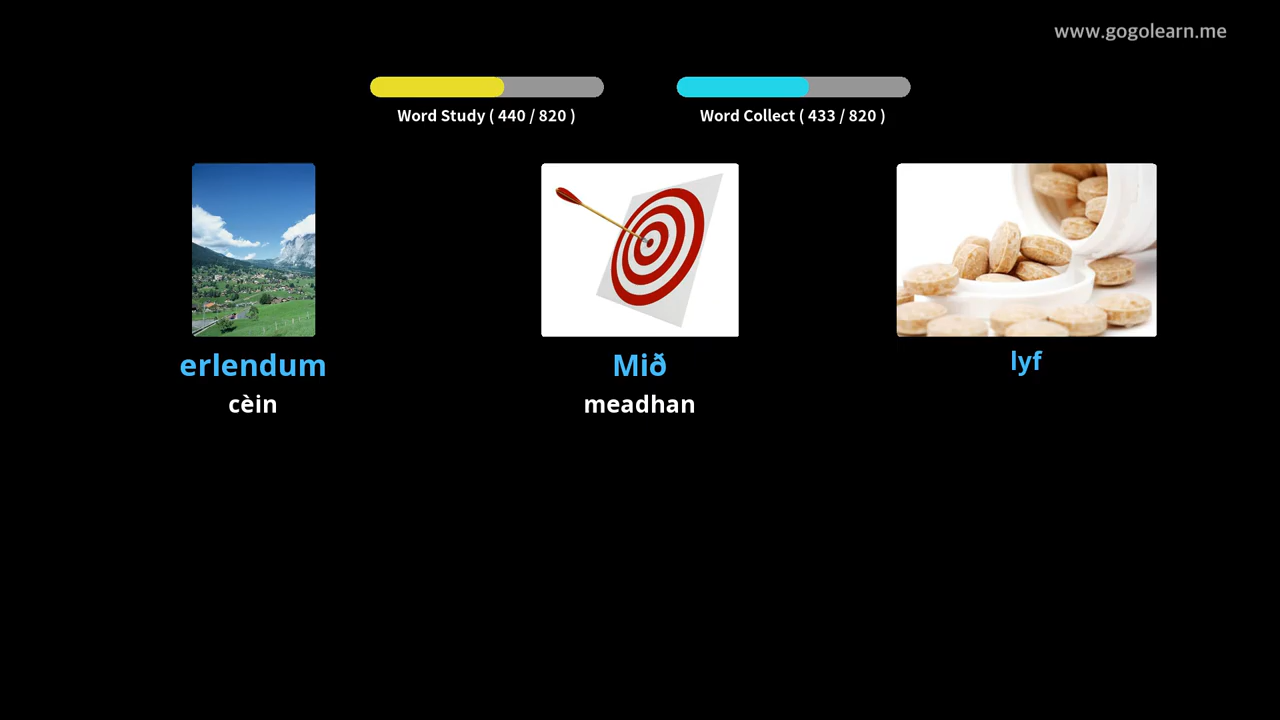 www.gogolearn.me
Word Study ( 440 / 820 )
Word Collect ( 433 / 820 )
erlendum
cèin
Mið
meadhan
lyf